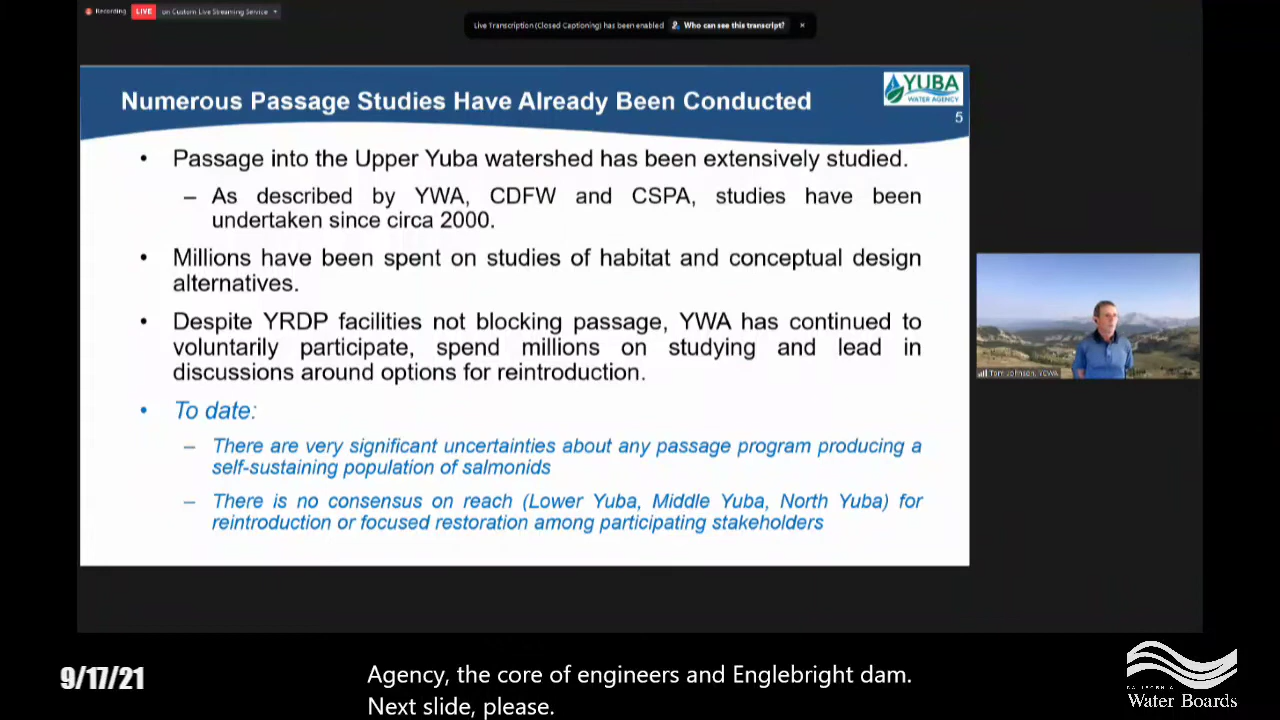 Recording LIVE on Custom Live Streaming Service
Live Transcription (Closed Captioning) has been enabled Who can see this transcript? ×
Numerous Passage Studies Have Already Been Conducted
YUBA
WATER AGENCY
5
• Passage into the Upper Yuba watershed has been extensively studied.
– As described by YWA, CDFW and CSPA, studies have been
undertaken since circa 2000.
• Millions have been spent on studies of habitat and conceptual design
alternatives.
• Despite YRDP facilities not blocking passage, YWA has continued to
voluntarily participate, spend millions on studying and lead in
discussions around options for reintroduction.
• To date:
– There are very significant uncertainties about any passage program producing a
self-sustaining population of salmonids
– There is no consensus on reach (Lower Yuba, Middle Yuba, North Yuba) for
reintroduction or focused restoration among participating stakeholders
Tom Johnson, YCWA
9/17/21
Agency, the core of engineers and Englebright dam.
Next slide, please.
CALIFORNIA
Water Boards